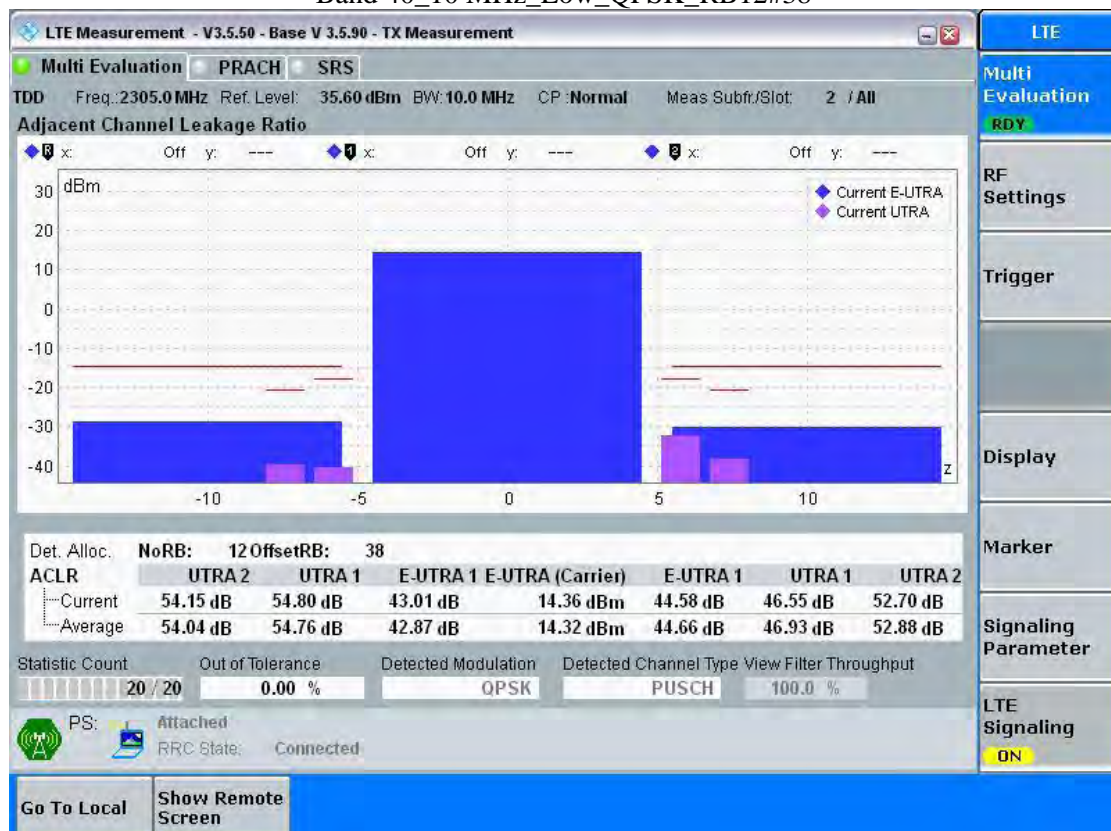 Band 40_10 MHz_Low_QPSK_RB12#38
LTE Measurement - V3.5.50 - Base V 3.5.90 - TX Measurement
LTE
Multi Evaluation PRACH SRS
TDD Freq.:2305.0 MHz Ref. Level: 35.60 dBm BW: 10.0 MHz CP :Normal Meas Subfr./Slot: 2 / All
Adjacent Channel Leakage Ratio
R x: Off y: --- 1 x: Off y: --- 2 x: Off y: ---
dBm
Current E-UTRA
Current UTRA
30
20
10
0
-10
-20
-30
-40
z
-10 -5 0 5 10
Det. Alloc. NoRB: 12 OffsetRB: 38
ACLR UTRA 2 UTRA 1 E-UTRA 1 E-UTRA (Carrier) E-UTRA 1 UTRA 1 UTRA 2
Current 54.15 dB 54.80 dB 43.01 dB 14.36 dBm 44.58 dB 46.55 dB 52.70 dB
Average 54.04 dB 54.76 dB 42.87 dB 14.32 dBm 44.66 dB 46.93 dB 52.88 dB
Statistic Count Out of Tolerance Detected Modulation Detected Channel Type View Filter Throughput
20 / 20 0.00 % QPSK PUSCH 100.0 %
PS: Attached
RRC State: Connected
Multi
Evaluation
RDY
RF
Settings
Trigger
Display
Marker
Signaling
Parameter
LTE
Signaling
ON
Go To Local
Show Remote
Screen